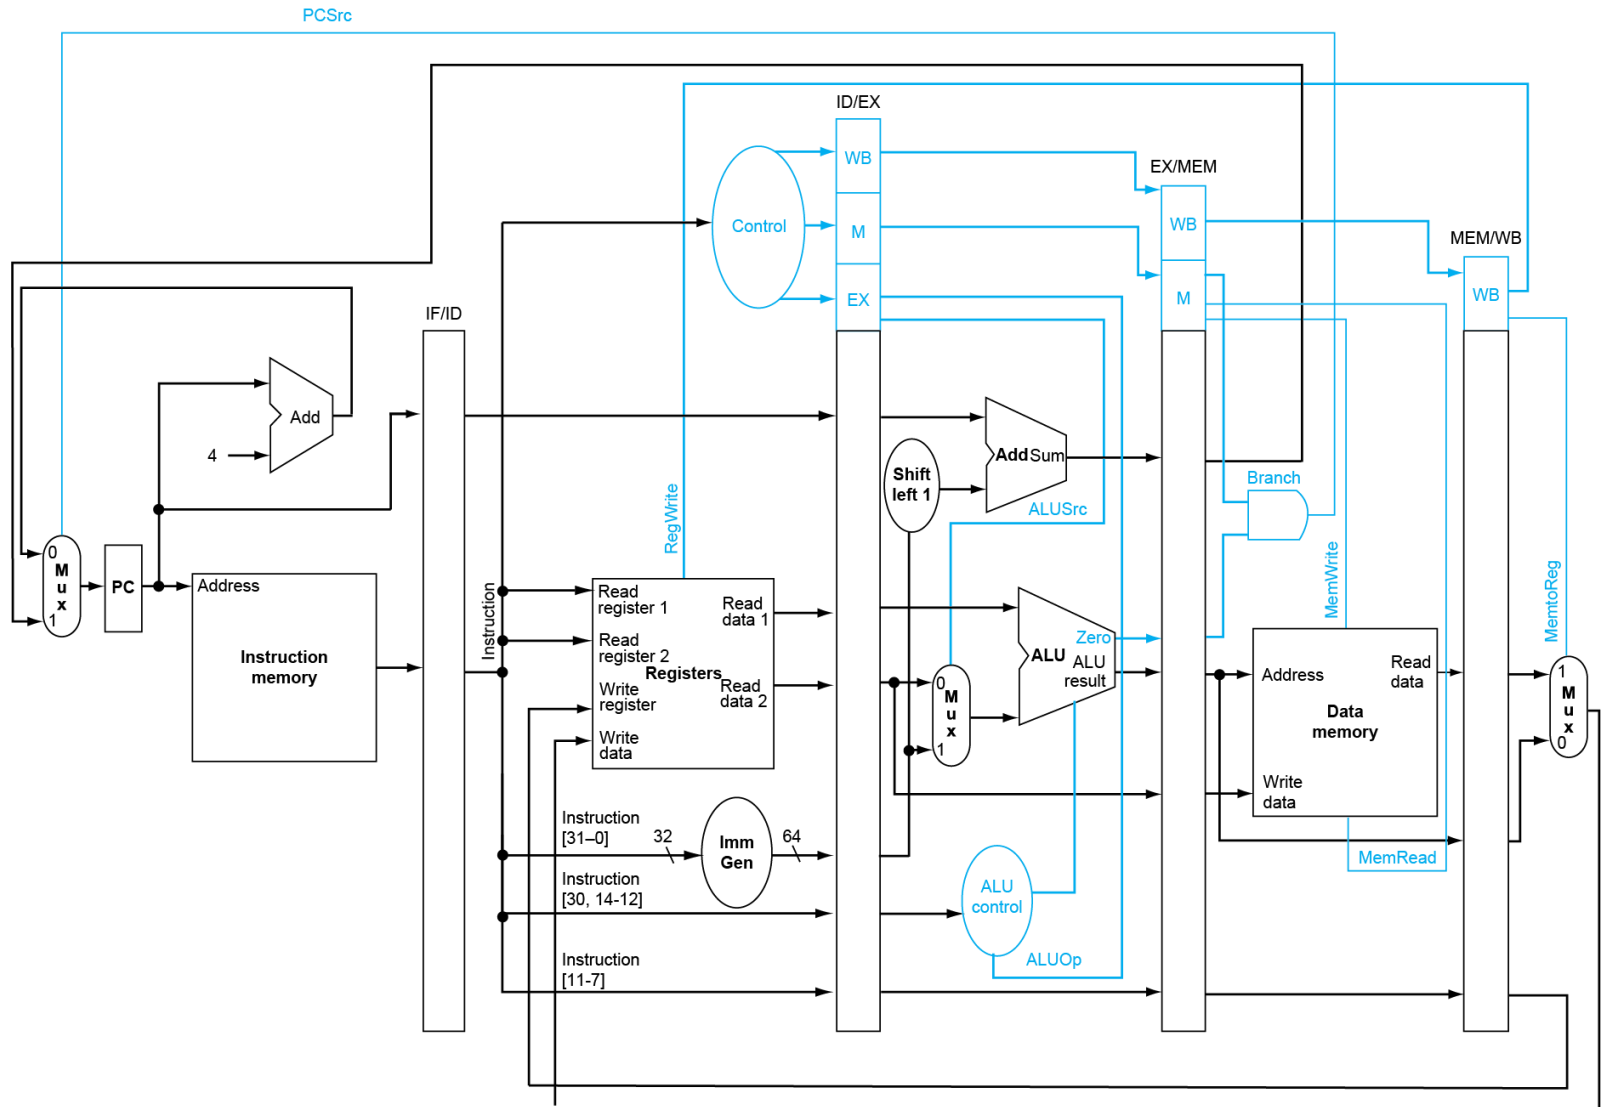 PCSrc
ID/EX
WB
Control
M
EX
EX/MEM
WB
M
MEM/WB
WB
IF/ID
Add
4
Shift
left 1
Add Sum
Branch
ALUSrc
RegWrite
MemWrite
MemtoReg
0
M
u
x
1
PC
Address
Instruction
memory
Instruction
Read
register 1
Read
register 2
Write
register
Write
data
Registers
Read
data 1
Read
data 2
0
M
u
x
1
Zero
ALU
ALU
result
Address
Read
data
Data
memory
Write
data
1
M
u
x
0
MemRead
Instruction
[31–0]
32
Imm
Gen
64
Instruction
[30, 14-12]
ALU
control
ALUOp
Instruction
[11-7]